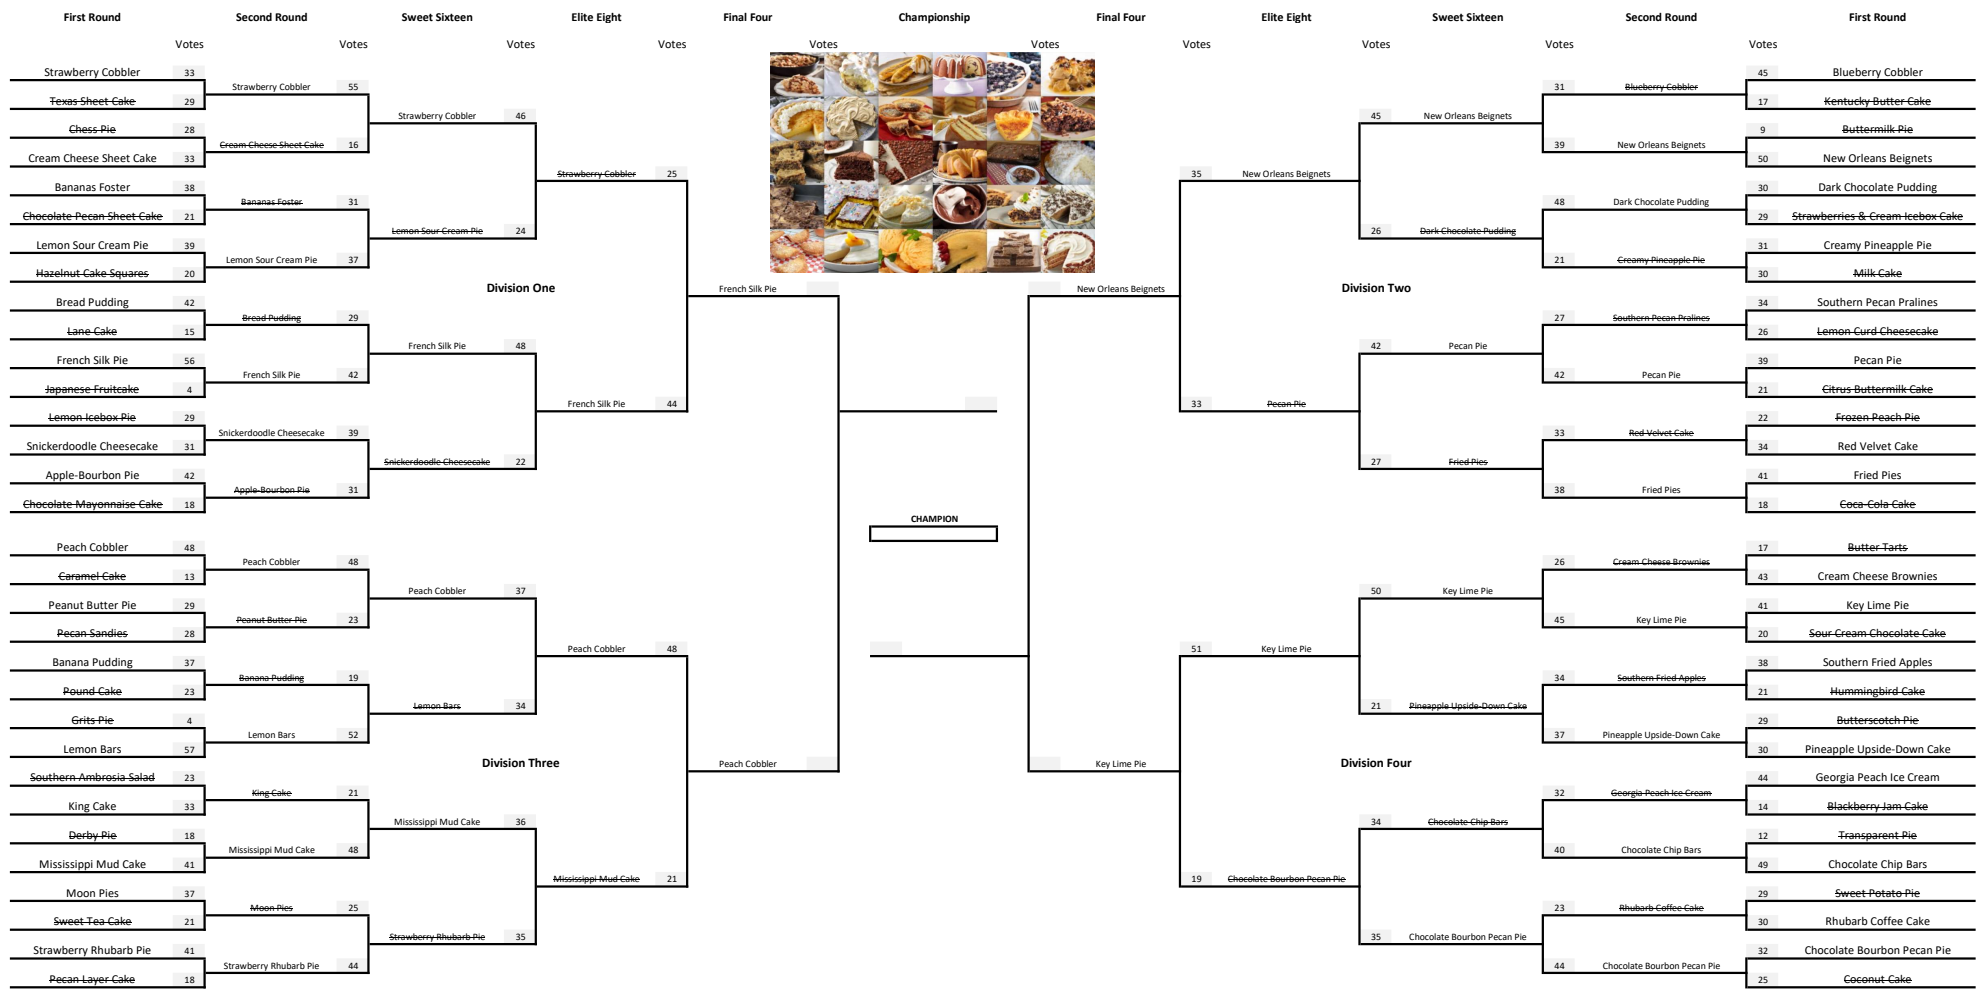 First Round Second Round Sweet Sixteen Elite Eight Final Four Championship Final Four Elite Eight Sweet Sixteen Second Round First Round
Votes Votes Votes Votes Votes Votes Votes Votes Votes Votes
Strawberry Cobbler 33
Texas Sheet Cake 29
Chess Pie 28
Cream Cheese Sheet Cake 33
Bananas Foster 38
Chocolate Pecan Sheet Cake 21
Lemon Sour Cream Pie 39
Hazelnut Cake Squares 20
Bread Pudding 42
Lane Cake 15
French Silk Pie 56
Japanese Fruitcake 4
Lemon Icebox Pie 29
Snickerdoodle Cheesecake 31
Apple-Bourbon Pie 42
Chocolate Mayonnaise Cake 18
Peach Cobbler 48
Caramel Cake 13
Peanut Butter Pie 29
Pecan Sandies 28
Banana Pudding 37
Pound Cake 23
Grits Pie 4
Lemon Bars 57
Southern Ambrosia Salad 23
King Cake 33
Derby Pie 18
Mississippi Mud Cake 41
Moon Pies 37
Sweet Tea Cake 21
Strawberry Rhubarb Pie 41
Pecan Layer Cake 18
Strawberry Cobbler 55
Cream Cheese Sheet Cake 16
Bananas Foster 31
Lemon Sour Cream Pie 37
Bread Pudding 29
French Silk Pie 42
Snickerdoodle Cheesecake 39
Apple-Bourbon Pie 31
Peach Cobbler 48
Peanut Butter Pie 23
Banana Pudding 19
Lemon Bars 52
King Cake 21
Mississippi Mud Cake 48
Moon Pies 25
Strawberry Rhubarb Pie 44
Strawberry Cobbler 46
Lemon Sour Cream Pie 24
French Silk Pie 48
Snickerdoodle Cheesecake 22
Peach Cobbler 37
Lemon Bars 34
Mississippi Mud Cake 36
Strawberry Rhubarb Pie 35
Strawberry Cobbler 25
Division One
French Silk Pie 44
Peach Cobbler 48
Division Three
Mississippi Mud Cake 21
French Silk Pie
Peach Cobbler
CHAMPION
New Orleans Beignets
Key Lime Pie
35 New Orleans Beignets
Division Two
33 Pecan Pie
51 Key Lime Pie
Division Four
19 Chocolate Bourbon Pecan Pie
45 New Orleans Beignets
26 Dark Chocolate Pudding
42 Pecan Pie
27 Fried Pies
50 Key Lime Pie
21 Pineapple Upside-Down Cake
34 Chocolate Chip Bars
35 Chocolate Bourbon Pecan Pie
31 Blueberry Cobbler
39 New Orleans Beignets
48 Dark Chocolate Pudding
21 Creamy Pineapple Pie
27 Southern Pecan Pralines
42 Pecan Pie
33 Red Velvet Cake
38 Fried Pies
26 Cream Cheese Brownies
45 Key Lime Pie
34 Southern Fried Apples
37 Pineapple Upside-Down Cake
32 Georgia Peach Ice Cream
40 Chocolate Chip Bars
23 Rhubarb Coffee Cake
44 Chocolate Bourbon Pecan Pie
45 Blueberry Cobbler
17 Kentucky Butter Cake
9 Buttermilk Pie
50 New Orleans Beignets
30 Dark Chocolate Pudding
29 Strawberries & Cream Icebox Cake
31 Creamy Pineapple Pie
30 Milk Cake
34 Southern Pecan Pralines
26 Lemon Curd Cheesecake
39 Pecan Pie
21 Citrus Buttermilk Cake
22 Frozen Peach Pie
34 Red Velvet Cake
41 Fried Pies
18 Coca-Cola Cake
17 Butter Tarts
43 Cream Cheese Brownies
41 Key Lime Pie
20 Sour Cream Chocolate Cake
38 Southern Fried Apples
21 Hummingbird Cake
29 Butterscotch Pie
30 Pineapple Upside-Down Cake
44 Georgia Peach Ice Cream
14 Blackberry Jam Cake
12 Transparent Pie
49 Chocolate Chip Bars
29 Sweet Potato Pie
30 Rhubarb Coffee Cake
32 Chocolate Bourbon Pecan Pie
25 Coconut Cake